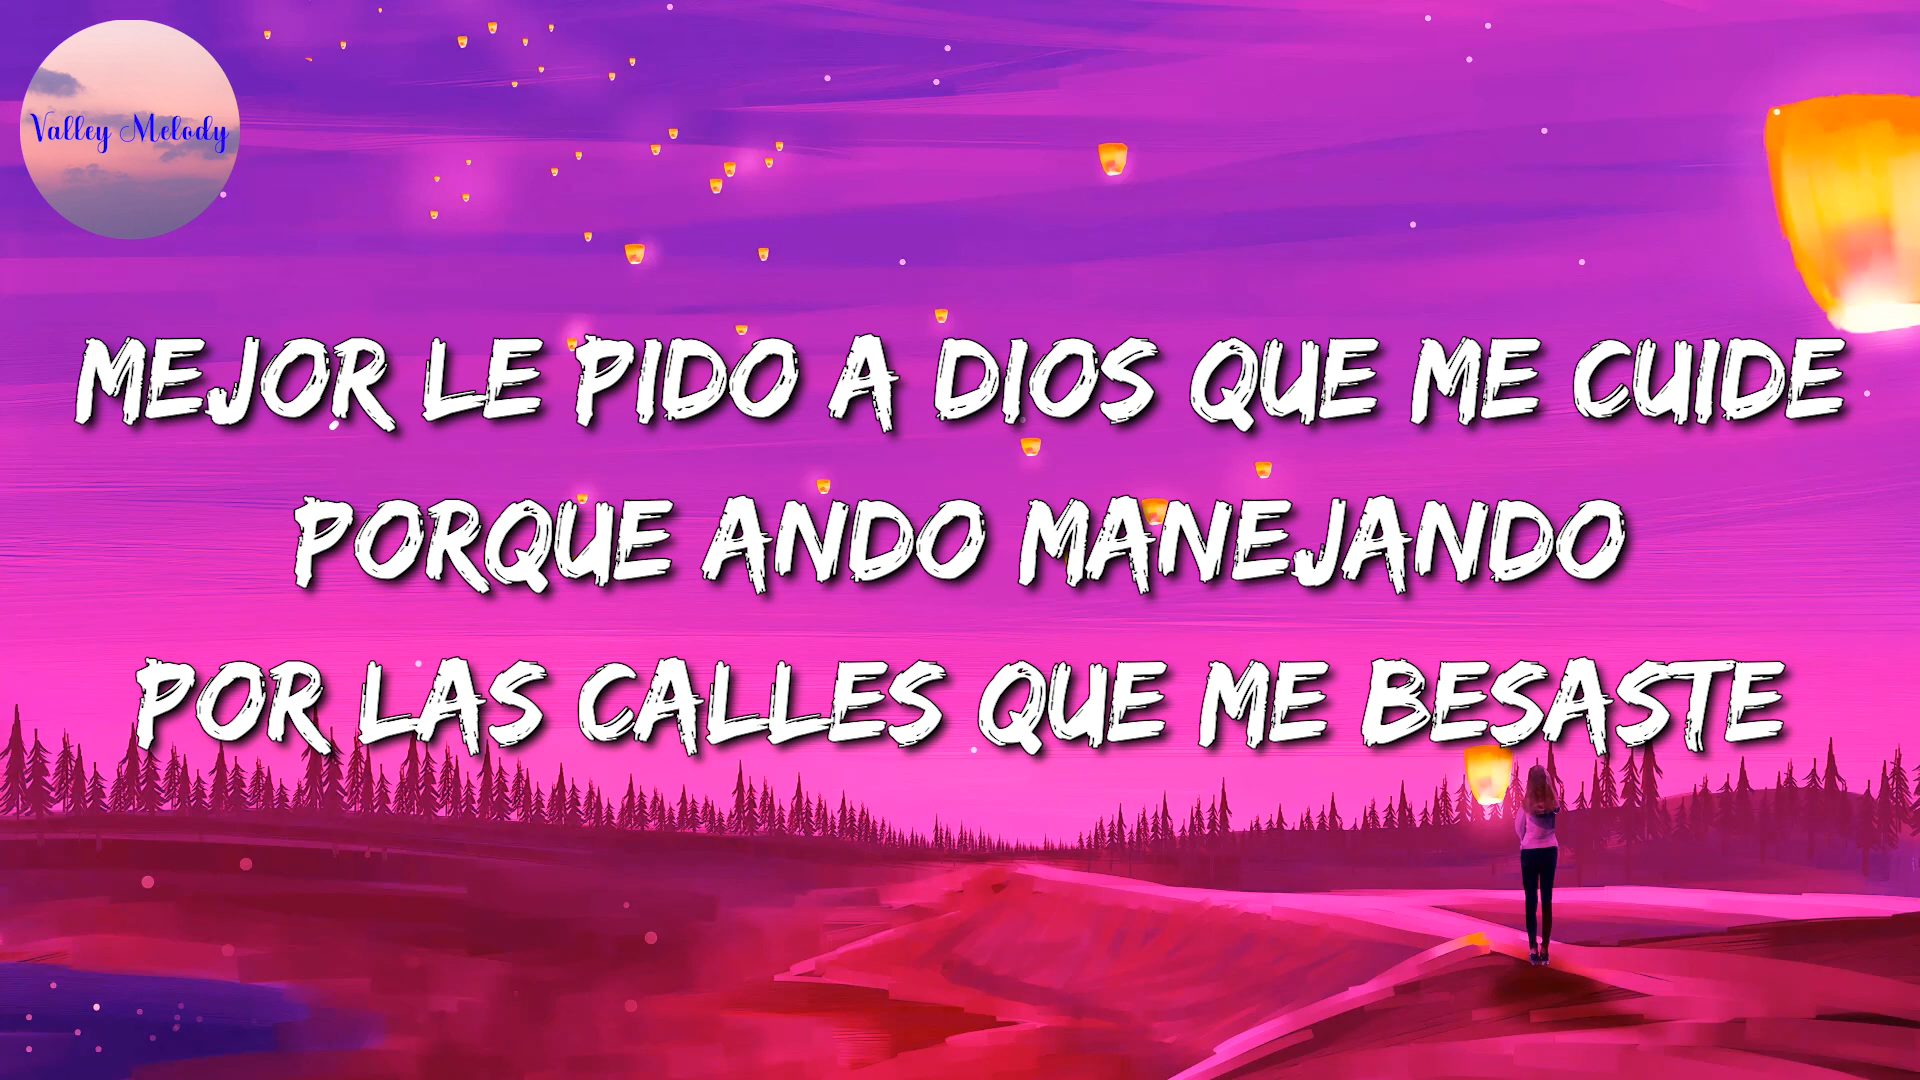 Valley Melody
MEJOR LE PIDO A DIOS QUE ME CUIDE
PORQUE ANDO MANEJANDO
POR LAS CALLES QUE ME BESASTE